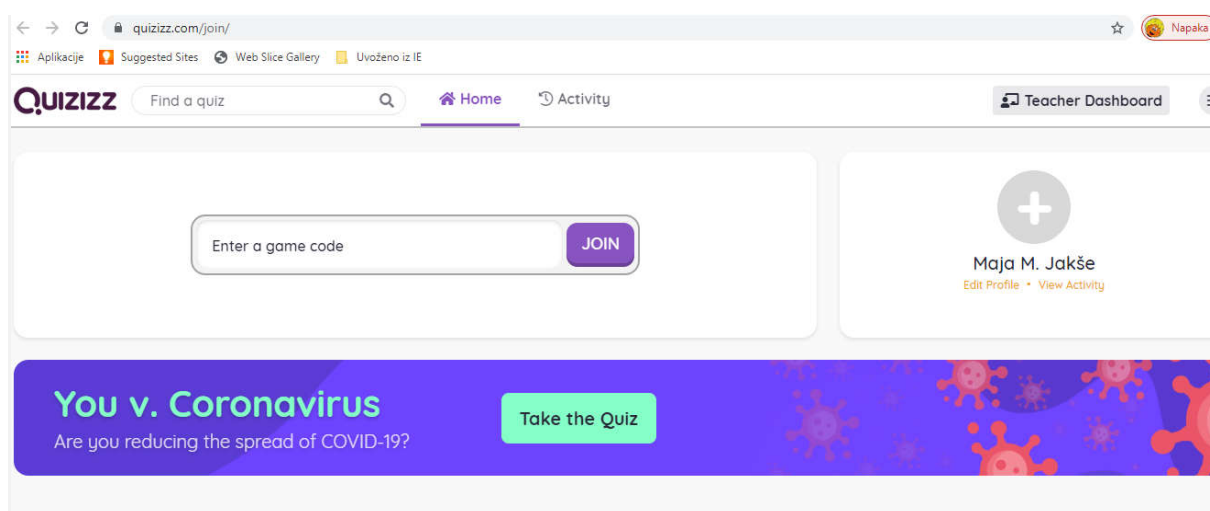 quizizz.com/join/
Napaka
Aplikacije Suggested Sites Web Slice Gallery Uvoženo iz IE
QUIZIZZ Find a quiz Home Activity Teacher Dashboard
Enter a game code JOIN
Maja M. Jakše
Edit Profile • View Activity
You v. Coronavirus
Are you reducing the spread of COVID-19?
Take the Quiz